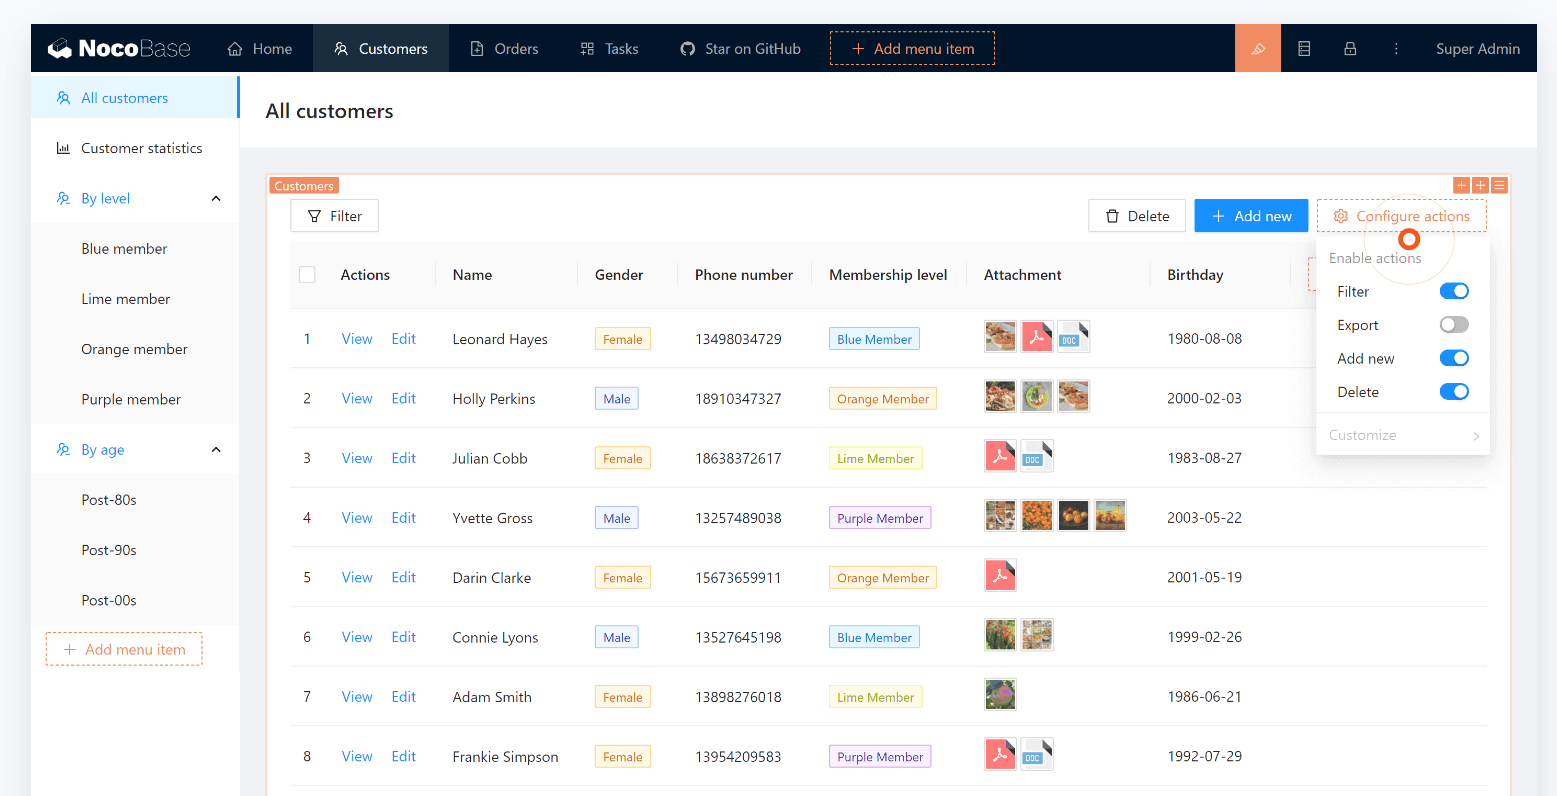 NocoBase Home Customers Orders Tasks Star on GitHub + Add menu item Super Admin
All customers
Customer statistics
By level
Blue member
Lime member
Orange member
Purple member
By age
Post-80s
Post-90s
Post-00s
+ Add menu item
All customers
Customers
Filter Delete + Add new Configure actions
Actions Name Gender Phone number Membership level Attachment Birthday
1 View Edit Leonard Hayes Female 13498034729 Blue Member DOC 1980-08-08
2 View Edit Holly Perkins Male 18910347327 Orange Member 2000-02-03
3 View Edit Julian Cobb Female 18638372617 Lime Member DOC 1983-08-27
4 View Edit Yvette Gross Male 13257489038 Purple Member 2003-05-22
5 View Edit Darin Clarke Female 15673659911 Orange Member 2001-05-19
6 View Edit Connie Lyons Male 13527645198 Blue Member 1999-02-26
7 View Edit Adam Smith Female 13898276018 Lime Member 1986-06-21
8 View Edit Frankie Simpson Female 13954209583 Purple Member DOC 1992-07-29
Enable actions
Filter
Export
Add new
Delete
Customize